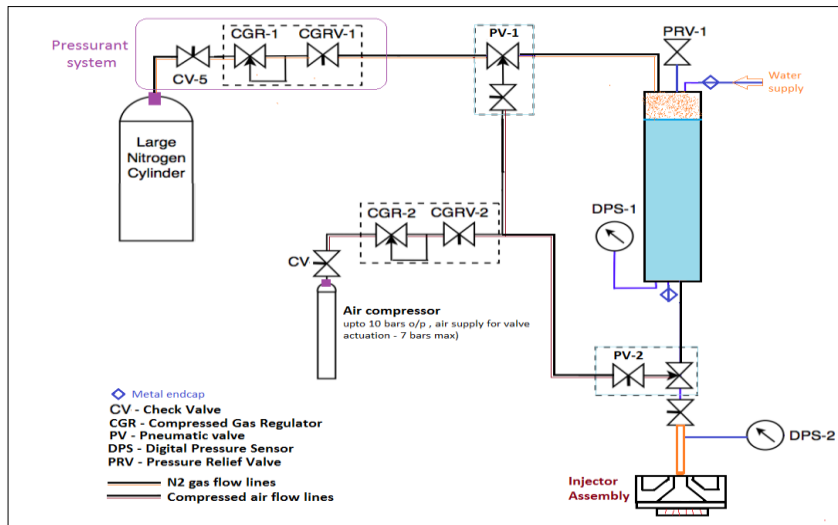 Pressurant
system
CGR-1
CGRV-1
CV-5
PV-1
PRV-1
Water
supply
Large
Nitrogen
Cylinder
DPS-1
CGR-2
CGRV-2
CV
Air compressor
upto 10 bars o/p , air supply for valve
actuation - 7 bars max)
PV-2
Metal endcap
CV - Check Valve
CGR - Compressed Gas Regulator
PV - Pneumatic valve
DPS - Digital Pressure Sensor
PRV - Pressure Relief Valve
N2 gas flow lines
Compressed air flow lines
DPS-2
Injector
Assembly